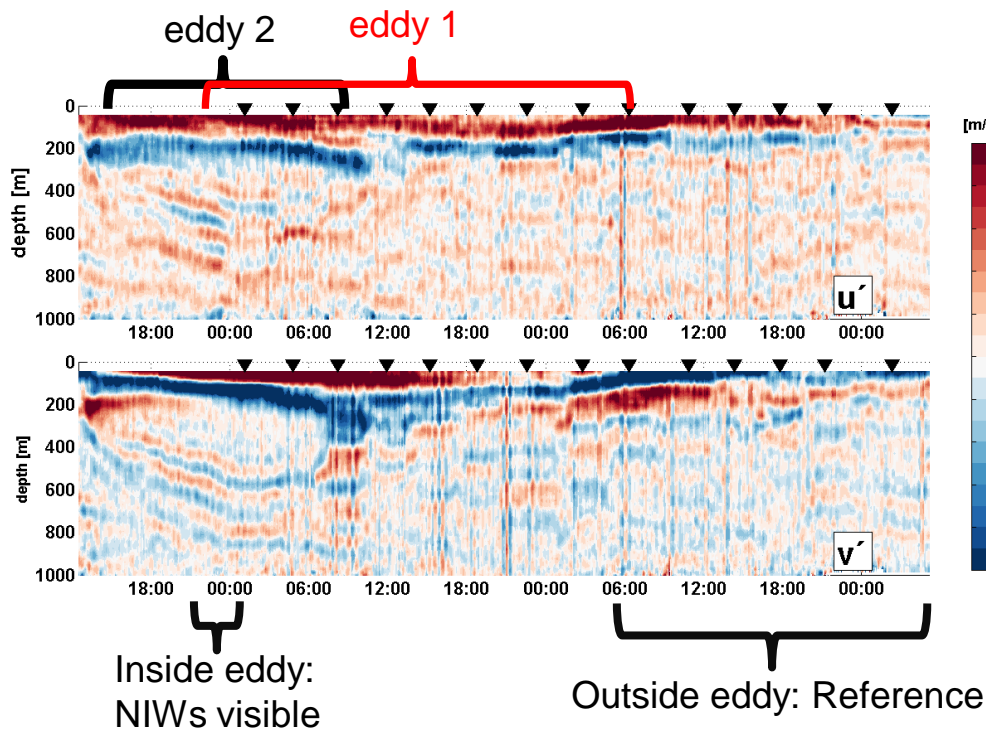 eddy 2
eddy 1
0
200
400
600
800
1000
depth [m]
[m/
u´
18:00 00:00 06:00 12:00 18:00 00:00 06:00 12:00 18:00 00:00
0
200
400
600
800
1000
depth [m]
v´
18:00 00:00 06:00 12:00 18:00 00:00 06:00 12:00 18:00 00:00
Inside eddy:
NIWs visible
Outside eddy: Reference